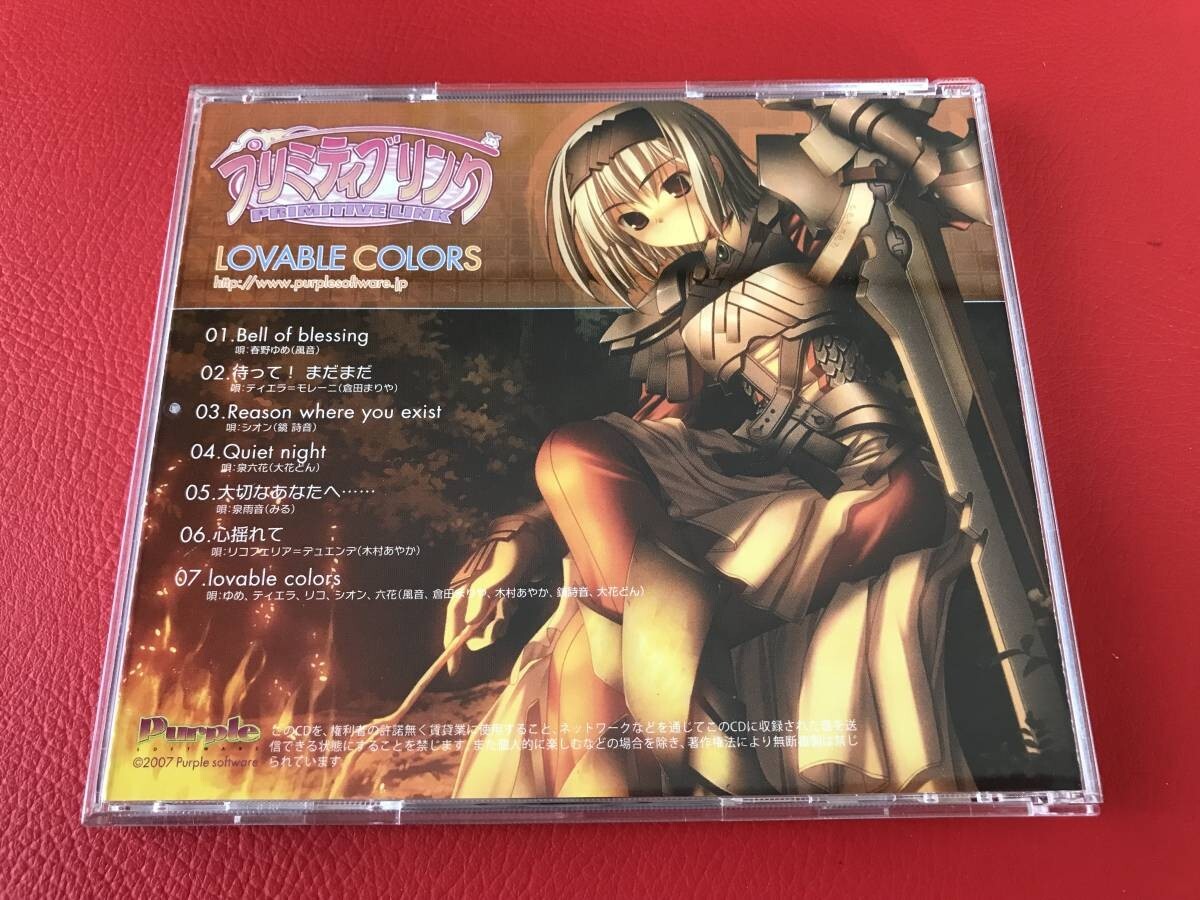 プリミティブリンク
PRIMITIVE LINK
LOVABLE COLORS
http://www.purplesoftware.jp
01.Bell of blessing
唄：春野ゆめ(風音)
02.待って！ まだまだ
唄：ティエラ=モレーニ(倉田まりや)
03.Reason where you exist
唄：シオン(鏡 詩音)
04.Quiet night
唄：泉六花(大花どん)
05.大切なあなたへ……
唄：泉雨音(みる)
06.心揺れて
唄：リコフェリア=デュエンデ(木村あやか)
07.lovable colors
唄：ゆめ、ティエラ、リコ、シオン、六花(風音、倉田まりや、木村あやか、鏡詩音、大花どん)
Purple
SOFTWARE
©2007 Purple software
このCDを、権利者の許諾無く賃貸業に使用すること、ネットワークなどを通じてこのCDに収録された音を送
信できる状態にすることを禁じます。また個人的に楽しむなどの場合を除き、著作権法により無断複製は禁じ
られています。